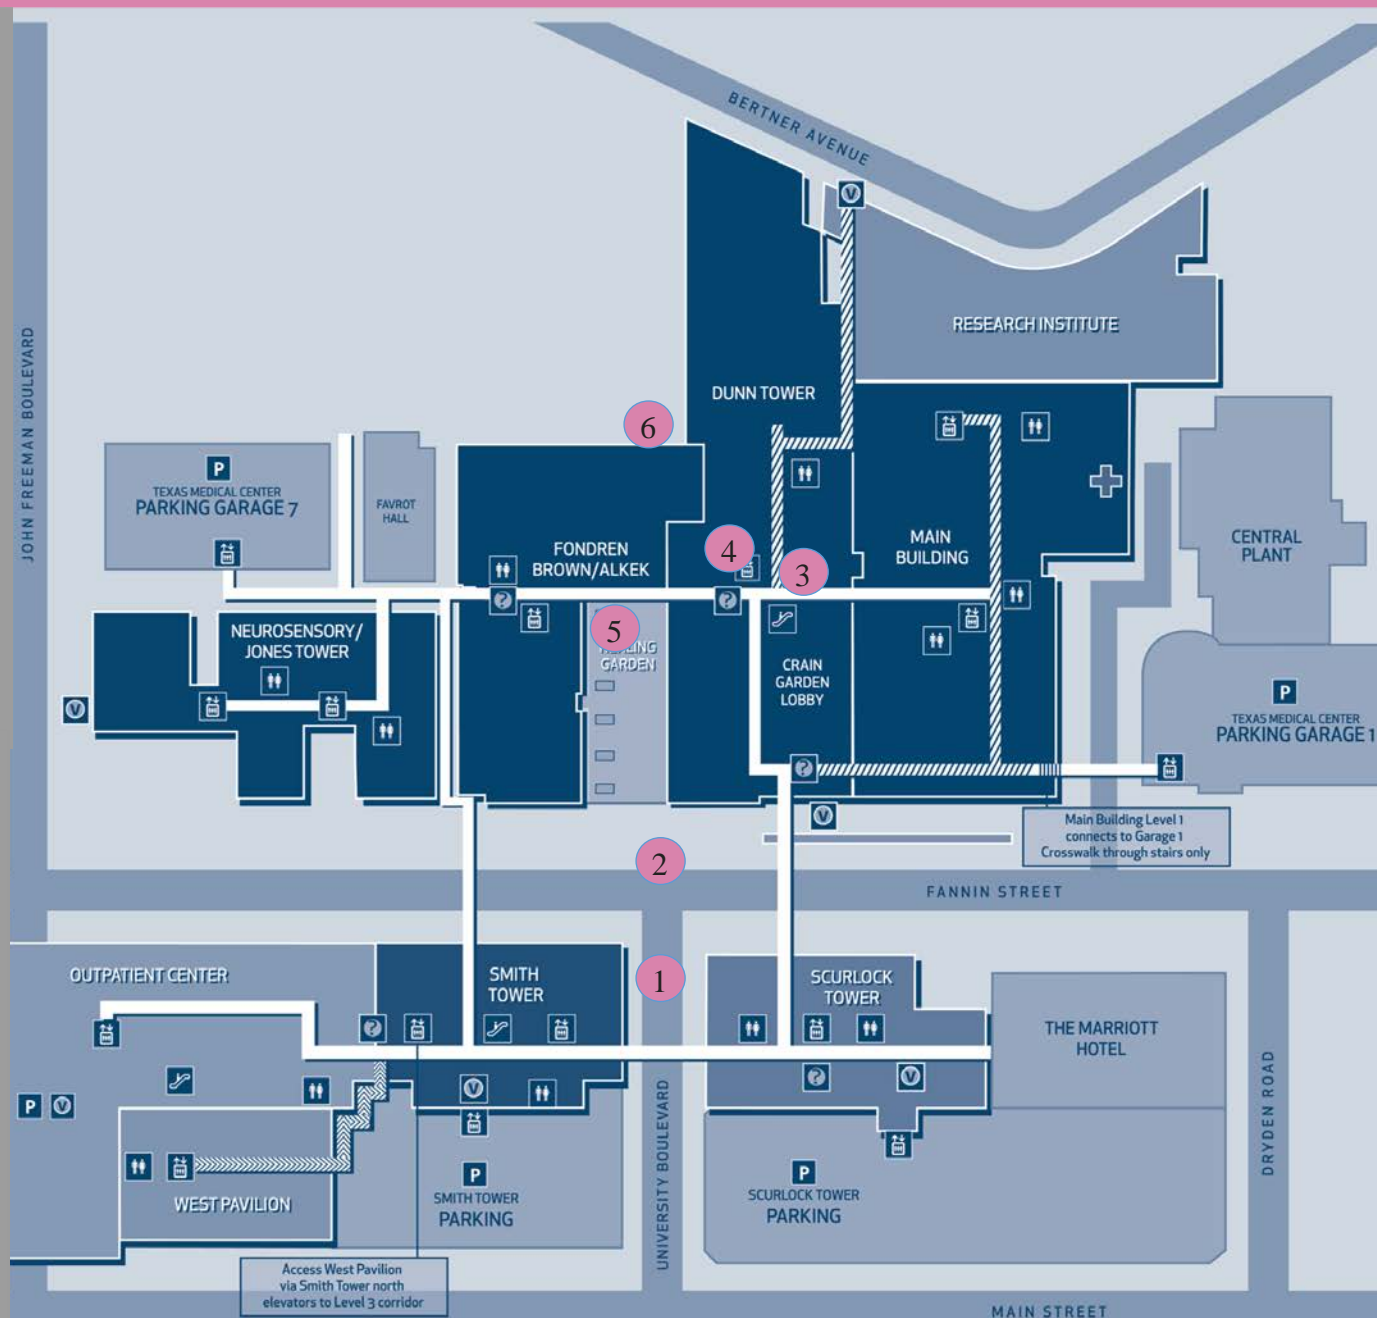 BERTNER AVENUE
V
RESEARCH INSTITUTE
JOHN FREEMAN BOULEVARD
DUNN TOWER
6
P
TEXAS MEDICAL CENTER
PARKING GARAGE 7
FAVROT
HALL
FONDREN
BROWN/ALKEK
4
3
MAIN
BUILDING
CENTRAL
PLANT
?
?
5
HEALING
GARDEN
NEUROSENSORY/
JONES TOWER
V
CRAIN
GARDEN
LOBBY
P
TEXAS MEDICAL CENTER
PARKING GARAGE 1
?
V
Main Building Level 1
connects to Garage 1
Crosswalk through stairs only
2
FANNIN STREET
OUTPATIENT CENTER
SMITH
TOWER
1
SCURLOCK
TOWER
THE MARRIOTT
HOTEL
?
P
V
V
?
V
UNIVERSITY BOULEVARD
DRYDEN ROAD
WEST PAVILION
P
SMITH TOWER
PARKING
P
SCURLOCK TOWER
PARKING
Access West Pavilion
via Smith Tower north
elevators to Level 3 corridor
MAIN STREET